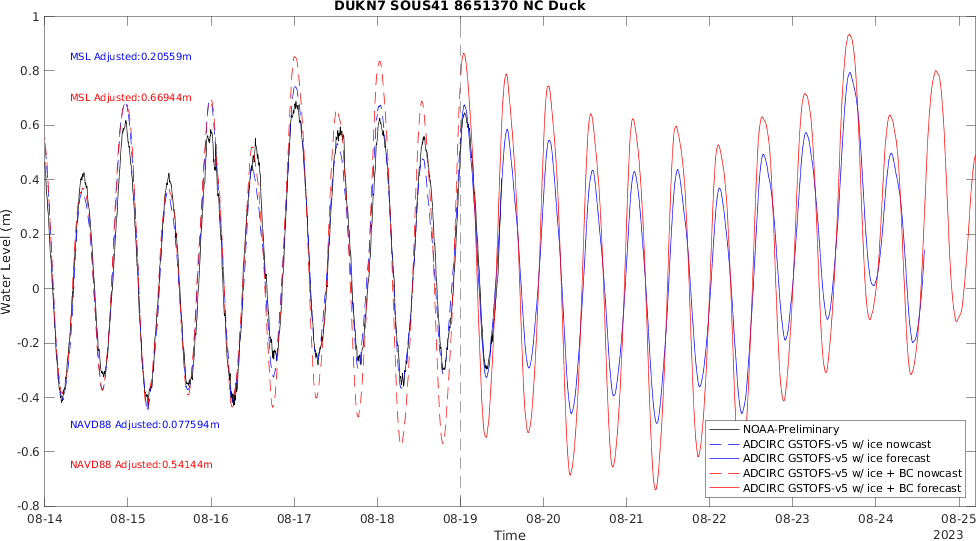 DUKN7 SOUS41 8651370 NC Duck
1
MSL Adjusted:0.20559m
0.8
MSL Adjusted:0.66944m
0.6
0.4
0.2
Water Level (m)
0
-0.2
-0.4
NAVD88 Adjusted:0.077594m
NOAA-Preliminary
ADCIRC GSTOFS-v5 w/ ice nowcast
ADCIRC GSTOFS-v5 w/ ice forecast
-0.6
NAVD88 Adjusted:0.54144m
ADCIRC GSTOFS-v5 w/ ice + BC nowcast
ADCIRC GSTOFS-v5 w/ ice + BC forecast
-0.8
08-14 08-15 08-16 08-17 08-18 08-19 08-20 08-21 08-22 08-23 08-24 08-25
Time
2023